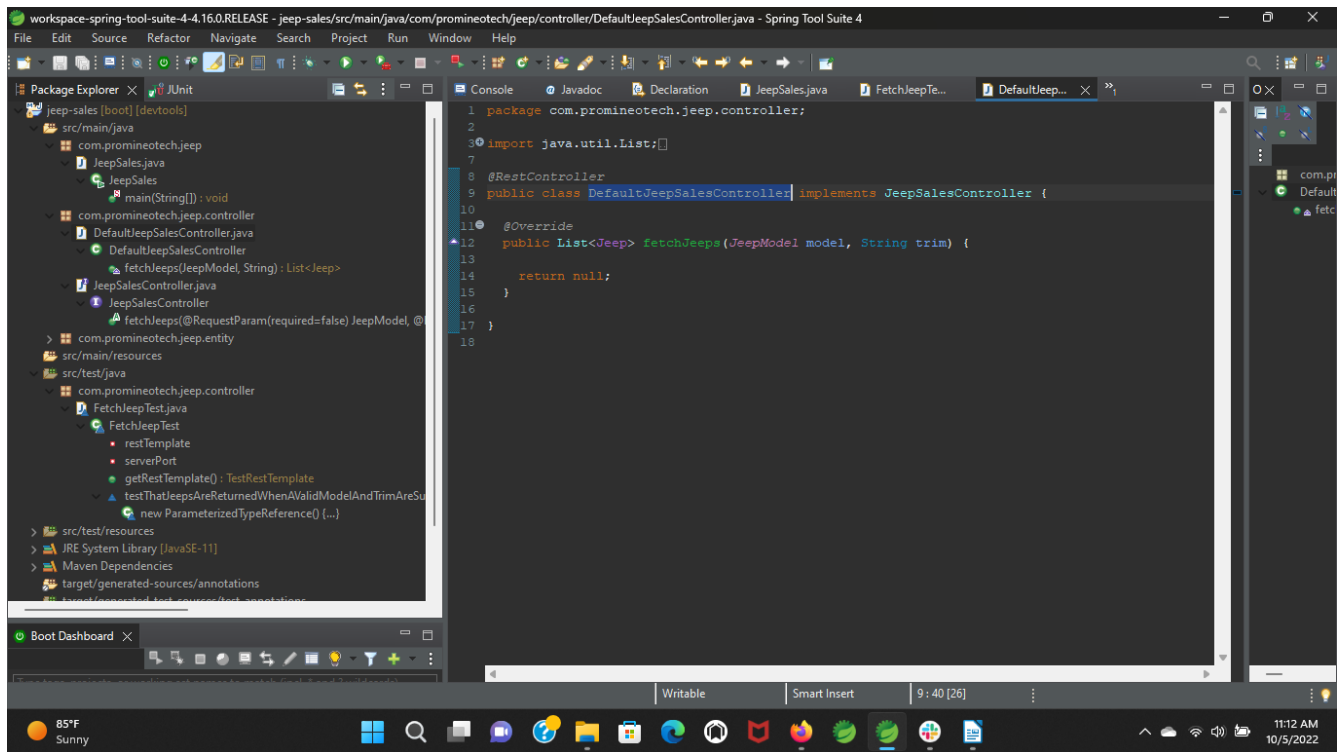 workspace-spring-tool-suite-4-4.16.0.RELEASE - jeep-sales/src/main/java/com/promineotech/jeep/controller/DefaultJeepSalesController.java - Spring Tool Suite 4
File Edit Source Refactor Navigate Search Project Run Window Help
Package Explorer JUnit
jeep-sales [boot] [devtools]
src/main/java
com.promineotech.jeep
JeepSales.java
JeepSales
main(String[]) : void
com.promineotech.jeep.controller
DefaultJeepSalesController.java
DefaultJeepSalesController
fetchJeeps(JeepModel, String) : List<Jeep>
JeepSalesController.java
JeepSalesController
fetchJeeps(@RequestParam(required=false) JeepModel, @
com.promineotech.jeep.entity
src/main/resources
src/test/java
com.promineotech.jeep.controller
FetchJeepTest.java
FetchJeepTest
restTemplate
serverPort
getRestTemplate() : TestRestTemplate
testThatJeepsAreReturnedWhenAValidModelAndTrimAreSu
new ParameterizedTypeReference() {...}
src/test/resources
JRE System Library [JavaSE-11]
Maven Dependencies
target/generated-sources/annotations
target/generated-test-sources/test-annotations
Boot Dashboard
Console Javadoc Declaration JeepSales.java FetchJeepTe... DefaultJeep... »1
1 package com.promineotech.jeep.controller;
2
3 import java.util.List;
7
8 @RestController
9 public class DefaultJeepSalesController implements JeepSalesController {
10
11 @Override
12 public List<Jeep> fetchJeeps(JeepModel model, String trim) {
13
14 return null;
15 }
16
17 }
18
O
com.pr
Default
fetc
Writable Smart Insert 9 : 40 [26]
85°F
Sunny
11:12 AM
10/5/2022